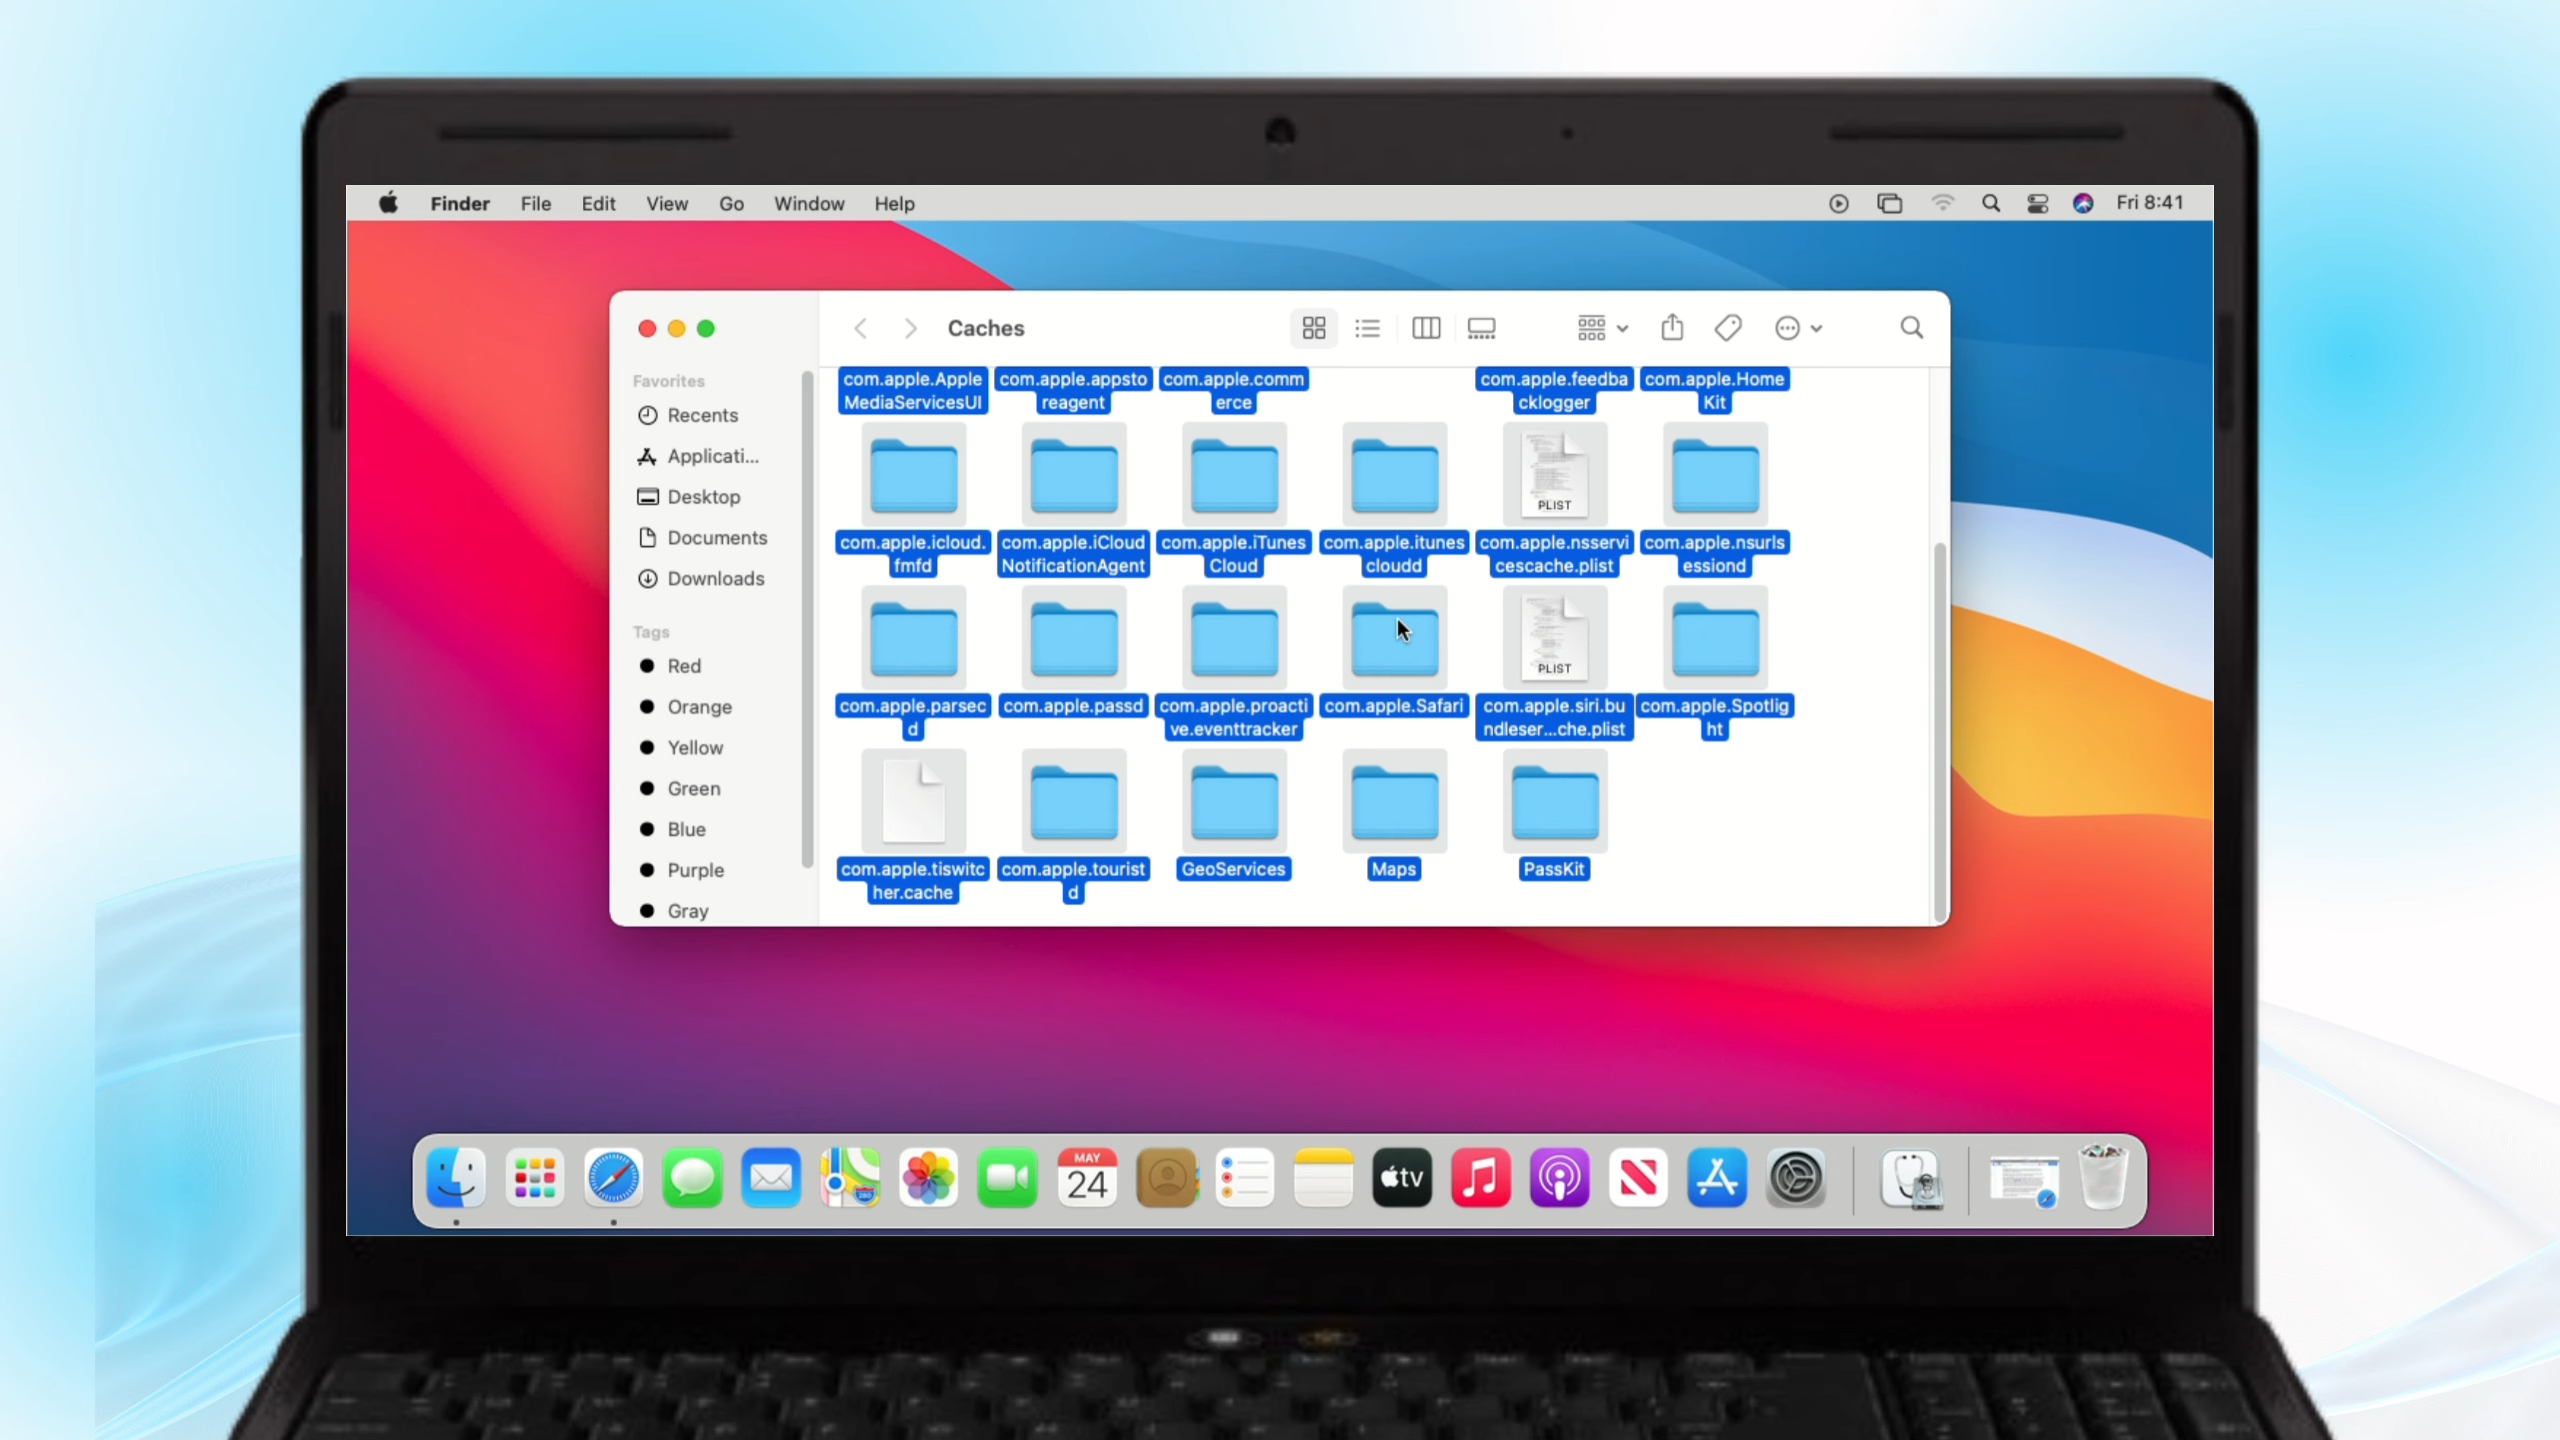 Finder File Edit View Go Window Help Fri 8:41
Caches
Favorites
Recents
Applicati...
Desktop
Documents
Downloads
Tags
Red
Orange
Yellow
Green
Blue
Purple
Gray
com.apple.Apple
MediaServicesUI
com.apple.appsto
reagent
com.apple.comm
erce
com.apple.feedba
cklogger
com.apple.Home
Kit
PLIST
com.apple.icloud.
fmfd
com.apple.iCloud
NotificationAgent
com.apple.iTunes
Cloud
com.apple.itunes
cloudd
com.apple.nsservi
cescache.plist
com.apple.nsurls
essiond
PLIST
com.apple.parsec
d
com.apple.passd
com.apple.proacti
ve.eventtracker
com.apple.Safari
com.apple.siri.bu
ndleser...che.plist
com.apple.Spotlig
ht
com.apple.tiswitc
her.cache
com.apple.tourist
d
GeoServices
Maps
PassKit
280
MAY
24
tv